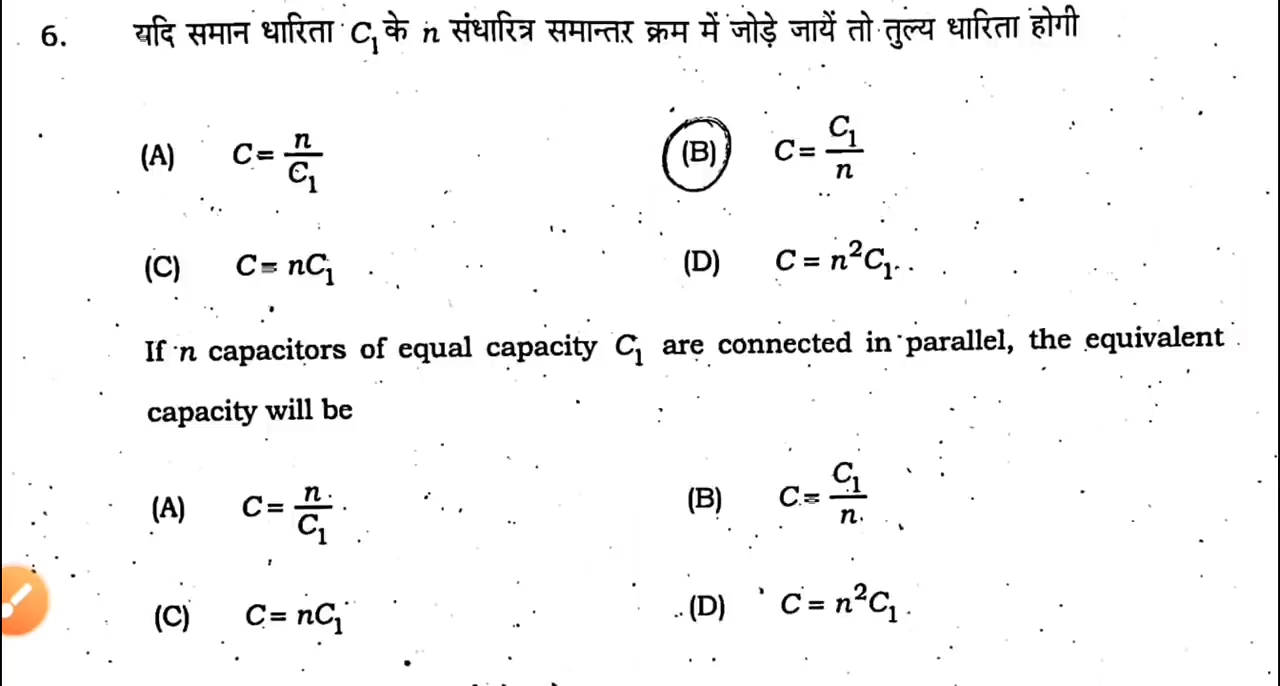 6. यदि समान धारिता C₁ के n संधारित्र समान्तर क्रम में जोड़े जायें तो तुल्य धारिता होगी
(A) C = n/C₁ (B) C = C₁/n
(C) C = nC₁ (D) C = n²C₁.
If n capacitors of equal capacity C₁ are connected in parallel, the equivalent
capacity will be
(A) C = n/C₁ (B) C = C₁/n
(C) C = nC₁ (D) C = n²C₁.